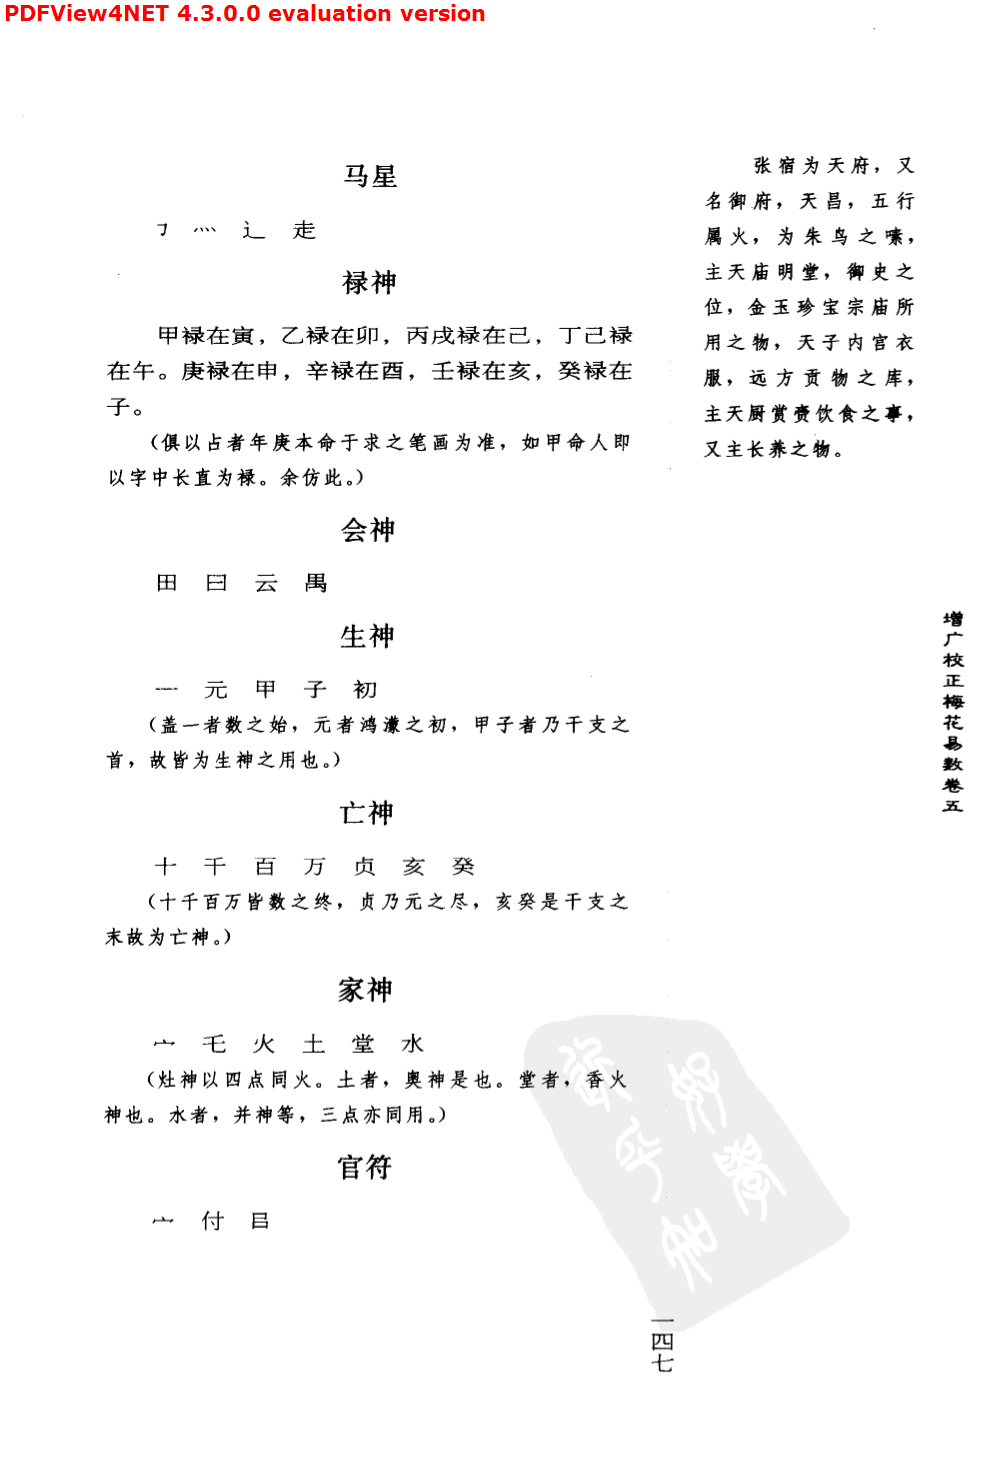 PDFView4NET 4.3.0.0 evaluation version
马星
㇆ 灬 辶 走
禄神
甲禄在寅，乙禄在卯，丙戌禄在己，丁己禄
在午。庚禄在申，辛禄在酉，壬禄在亥，癸禄在
子。
（俱以占者年庚本命于求之笔画为准，如甲命人即
以字中长直为禄。余仿此。）
会神
田 曰 云 禺
生神
一 元 甲 子 初
（盖一者数之始，元者鸿濛之初，甲子者乃干支之
首，故皆为生神之用也。）
亡神
十 千 百 万 贞 亥 癸
（十千百万皆数之终，贞乃元之尽，亥癸是干支之
末故为亡神。）
家神
宀 毛 火 土 堂 水
（灶神以四点同火。土者，奥神是也。堂者，香火
神也。水者，并神等，三点亦同用。）
官符
宀 付 㠯
张宿为天府，又
名御府，天昌，五行
属火，为朱鸟之嗉，
主天庙明堂，御史之
位，金玉珍宝宗庙所
用之物，天子内宫衣
服，远方贡物之库，
主天厨赏赉饮食之事，
又主长养之物。
增广校正梅花易数卷五
一四七